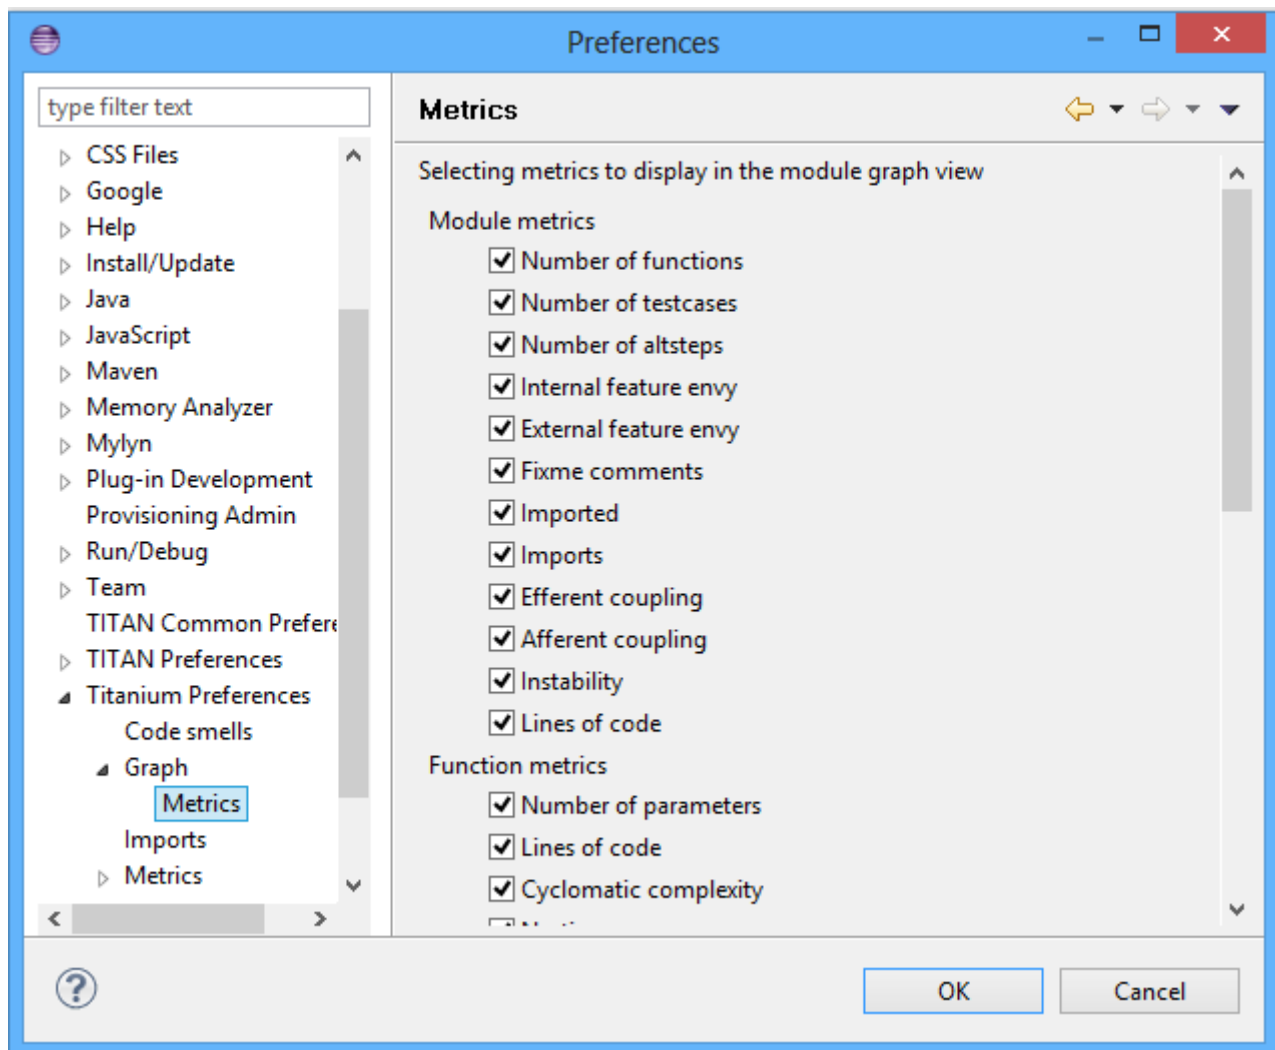 Preferences
type filter text
CSS Files
Google
Help
Install/Update
Java
JavaScript
Maven
Memory Analyzer
Mylyn
Plug-in Development
Provisioning Admin
Run/Debug
Team
TITAN Common
TITAN Preferences
Titanium Preferences
Code smells
Graph
Metrics
Imports
Metrics
Metrics
Selecting metrics to display in the module graph view
Module metrics
Number of functions
Number of testcases
Number of altsteps
Internal feature envy
External feature envy
Fixme comments
Imported
Imports
Efferent coupling
Afferent coupling
Instability
Lines of code
Function metrics
Number of parameters
Lines of code
Cyclomatic complexity
OK
Cancel